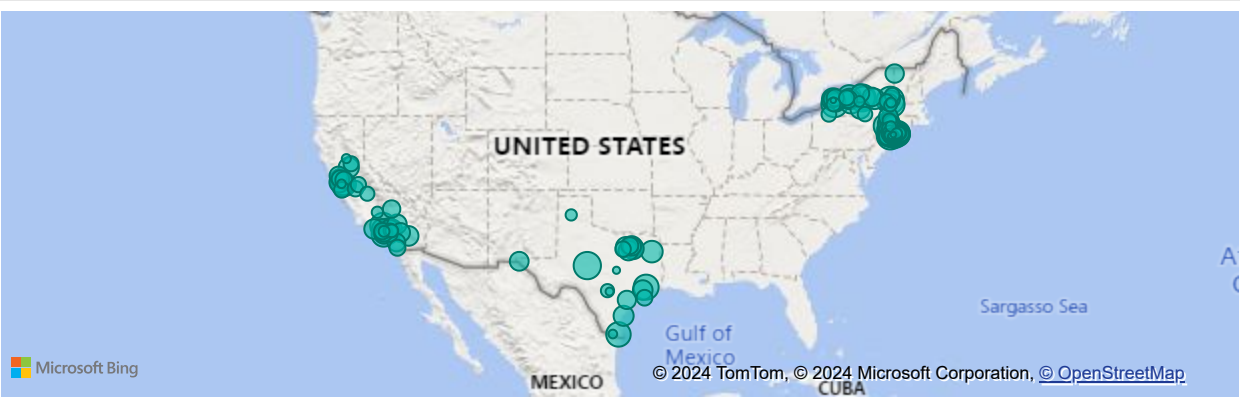 UNITED STATES
A
Sargasso Sea
Gulf of
Mexico
Microsoft Bing
© 2024 TomTom, © 2024 Microsoft Corporation, © OpenStreetMap
MEXICO
CUBA